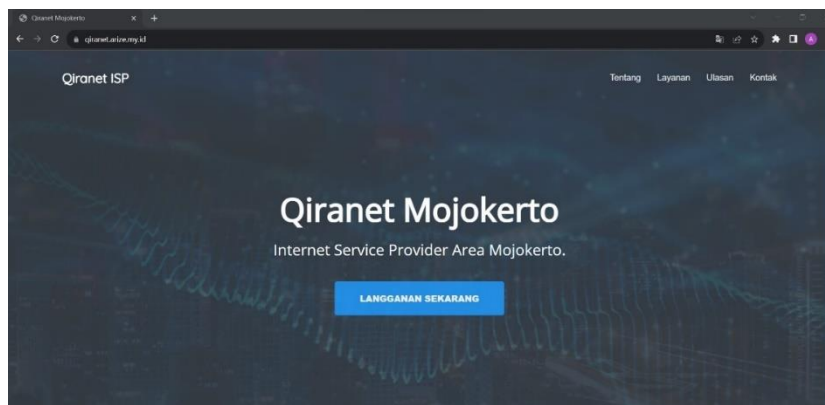 Qiranet Mojokerto
qiranet.arize.my.id
Qiranet ISP
Tentang Layanan Ulasan Kontak
Qiranet Mojokerto
Internet Service Provider Area Mojokerto.
LANGGANAN SEKARANG